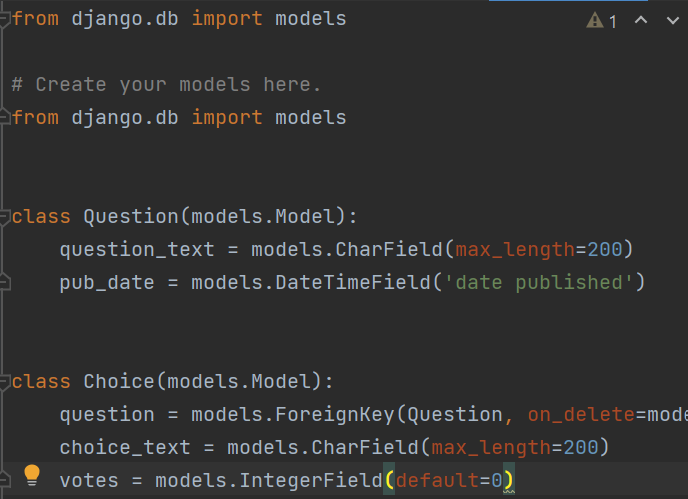 from django.db import models
1
# Create your models here.
from django.db import models
class Question(models.Model):
question_text = models.CharField(max_length=200)
pub_date = models.DateTimeField('date published')
class Choice(models.Model):
question = models.ForeignKey(Question, on_delete=mode
choice_text = models.CharField(max_length=200)
votes = models.IntegerField(default=0)